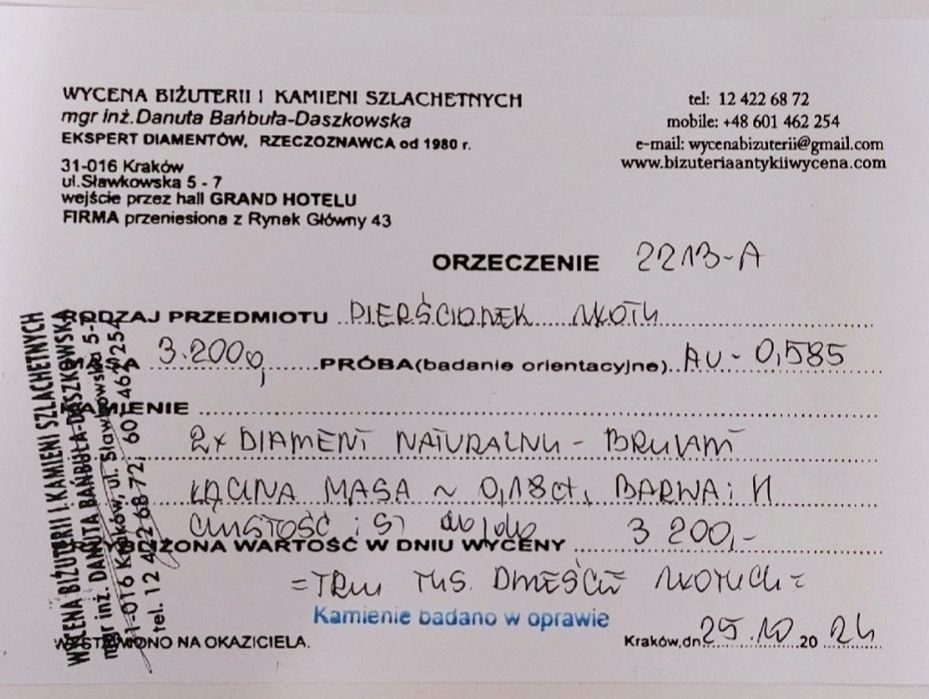 WYCENA BIŻUTERII I KAMIENI SZLACHETNYCH
mgr inż.Danuta Bańbuła-Daszkowska
EKSPERT DIAMENTÓW, RZECZOZNAWCA od 1980 r.
31-016 Kraków
ul.Sławkowska 5 - 7
wejście przez hall GRAND HOTELU
FIRMA przeniesiona z Rynek Główny 43
tel: 12 422 68 72
mobile: +48 601 462 254
e-mail: wycenabizuterii@gmail.com
www.bizuteriaantykiiwycena.com
ORZECZENIE 2213-A
RODZAJ PRZEDMIOTU PIERŚCIONEK ZŁOTY
3.200g PRÓBA(badanie orientacyjne) AU - 0,585
KAMIENIE
2x DIAMENT NATURALNY - BRYLANT
ŁĄCZNA MASA ~ 0,18ct, BARWA: H
CZYSTOŚĆ : SI 3 200,-
PRZYBLIŻONA WARTOŚĆ W DNIU WYCENY
= TRZY TYS. DWIEŚCIE ZŁOTYCH =
Kamienie badano w oprawie
WYSTAWIONO NA OKAZICIELA.
Kraków,dn 25.10 20 24
WYCENA BIŻUTERII I KAMIENI SZLACHETNYCH
mgr inż. DANUTA BAŃBUŁA-DASZKOWSKA
31-016 Kraków, ul. Sławkowska 5-7
tel. 12 422 68 72, 601 462 254